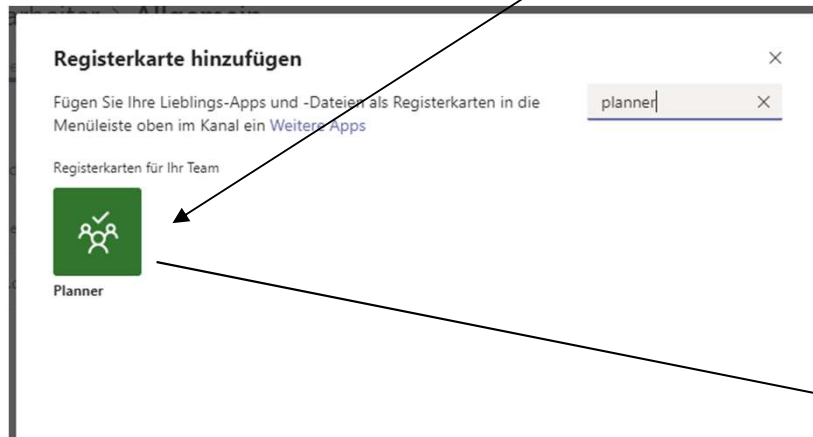 Registerkarte hinzufügen
Fügen Sie Ihre Lieblings-Apps und -Dateien als Registerkarten in die
Menüleiste oben im Kanal ein Weitere Apps
planner
Registerkarten für Ihr Team
Planner